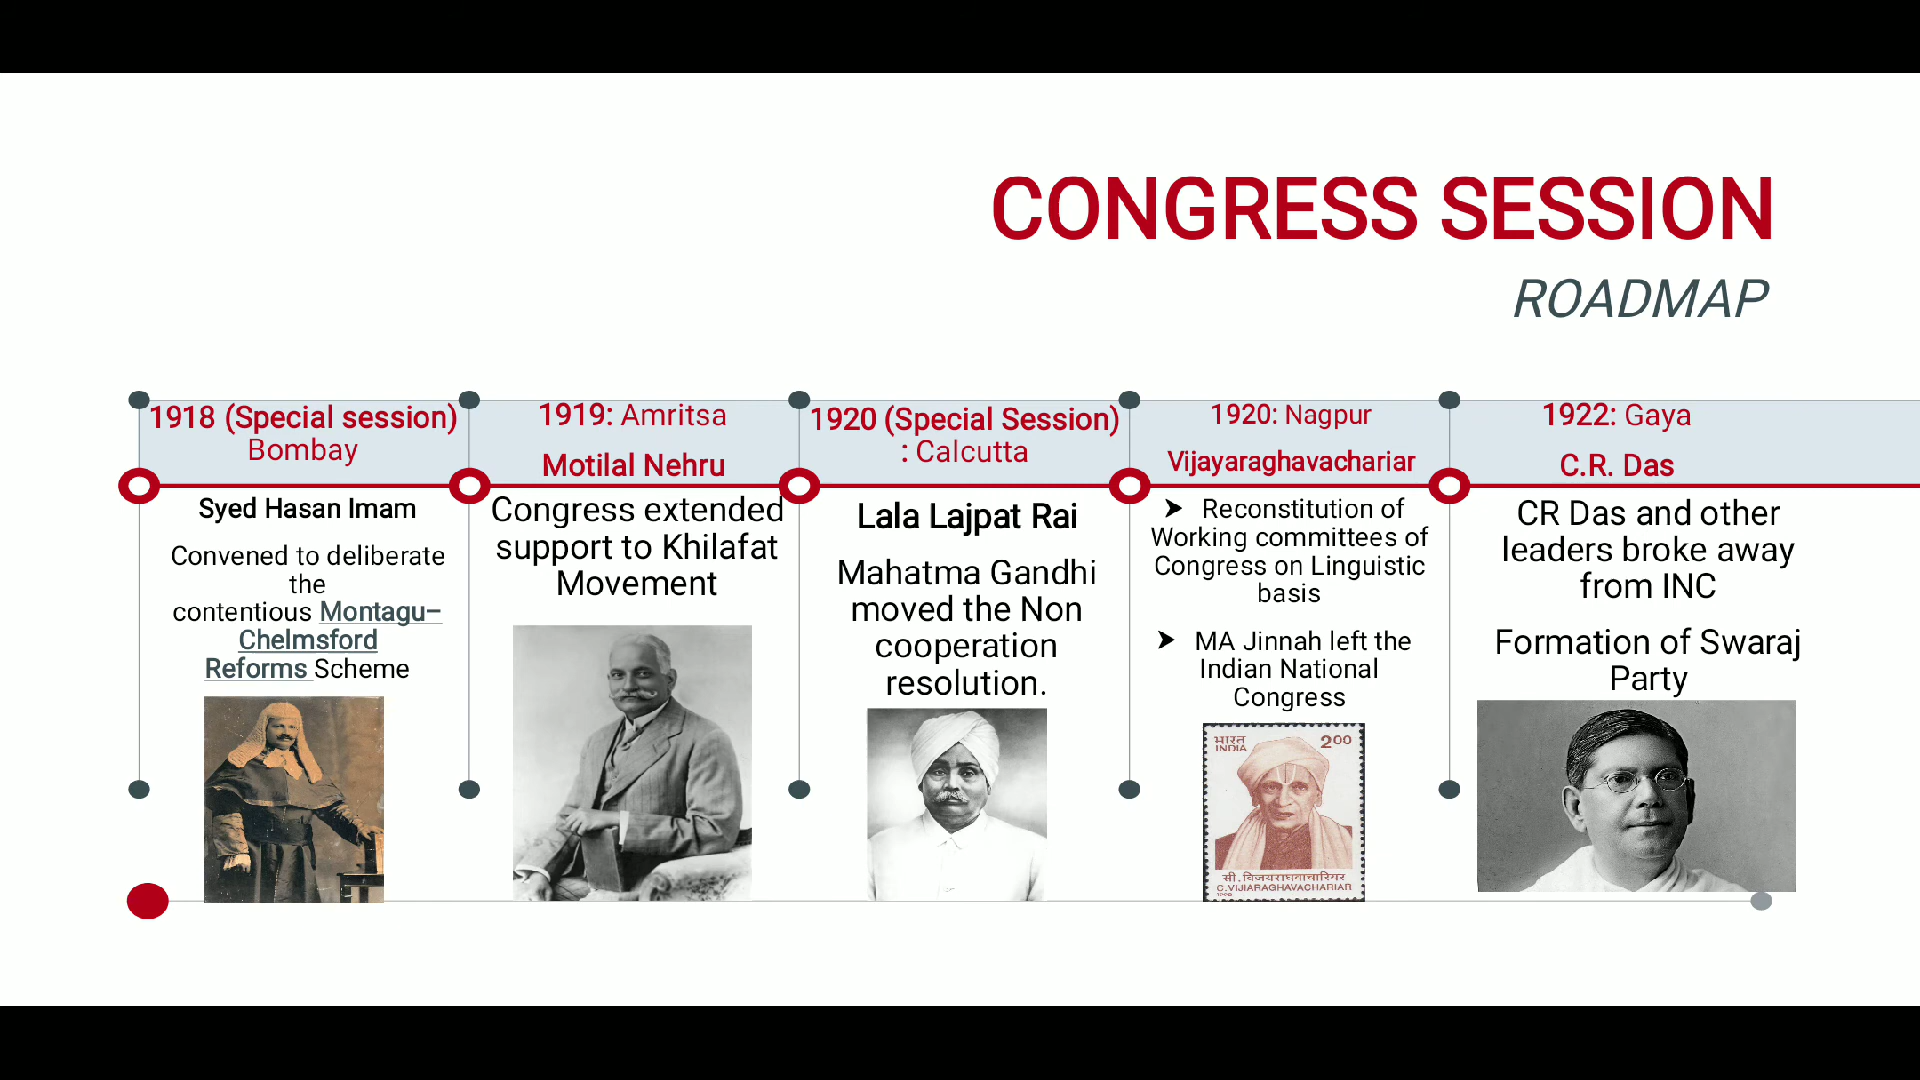 CONGRESS SESSION
ROADMAP
1918 (Special session)
Bombay
Syed Hasan Imam
Convened to deliberate
the
contentious Montagu–
Chelmsford
Reforms Scheme
1919: Amritsa
Motilal Nehru
Congress extended
support to Khilafat
Movement
1920 (Special Session)
: Calcutta
Lala Lajpat Rai
Mahatma Gandhi
moved the Non
cooperation
resolution.
1920: Nagpur
Vijayaraghavachariar
➤ Reconstitution of
Working committees of
Congress on Linguistic
basis
➤ MA Jinnah left the
Indian National
Congress
भारत
INDIA
200
सी. विजयराघवाचारियर
C.VIJIARAGHAVACHARIAR
1922: Gaya
C.R. Das
CR Das and other
leaders broke away
from INC
Formation of Swaraj
Party